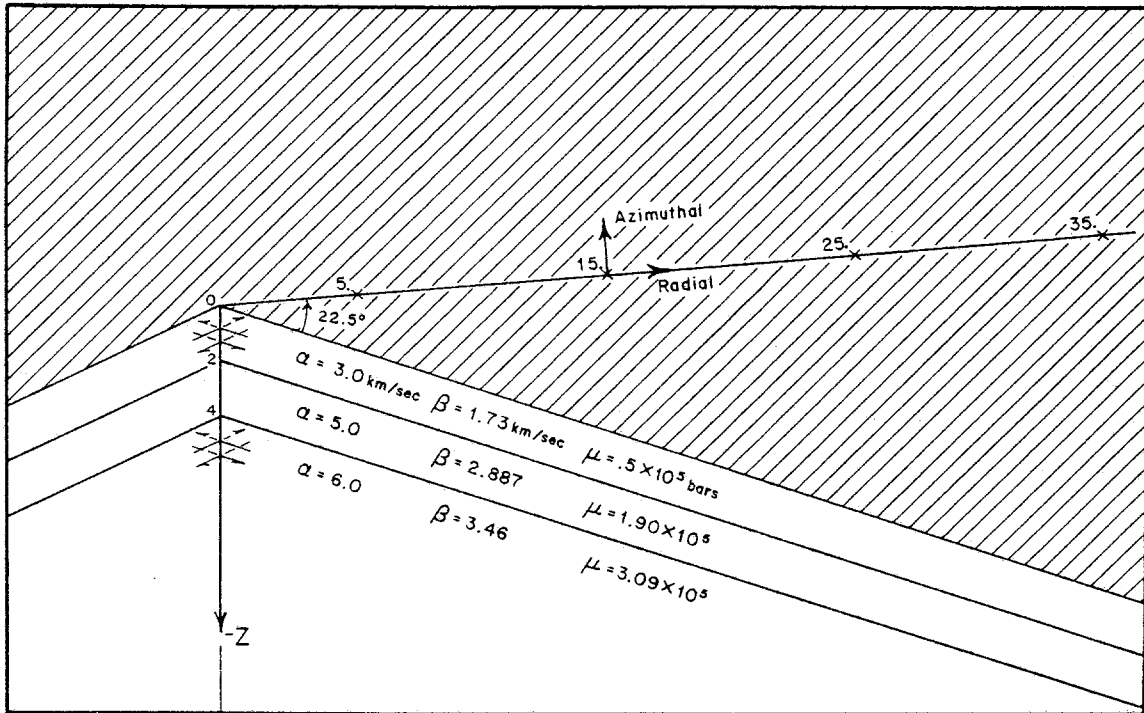 35.
Azimuthal
25.
15.
Radial
5.
0
22.5°
2
α = 3.0 km/sec β = 1.73 km/sec μ = .5 × 10⁵ bars
4
α = 5.0 β = 2.887 μ = 1.90 × 10⁵
α = 6.0 β = 3.46 μ = 3.09 × 10⁵
-Z